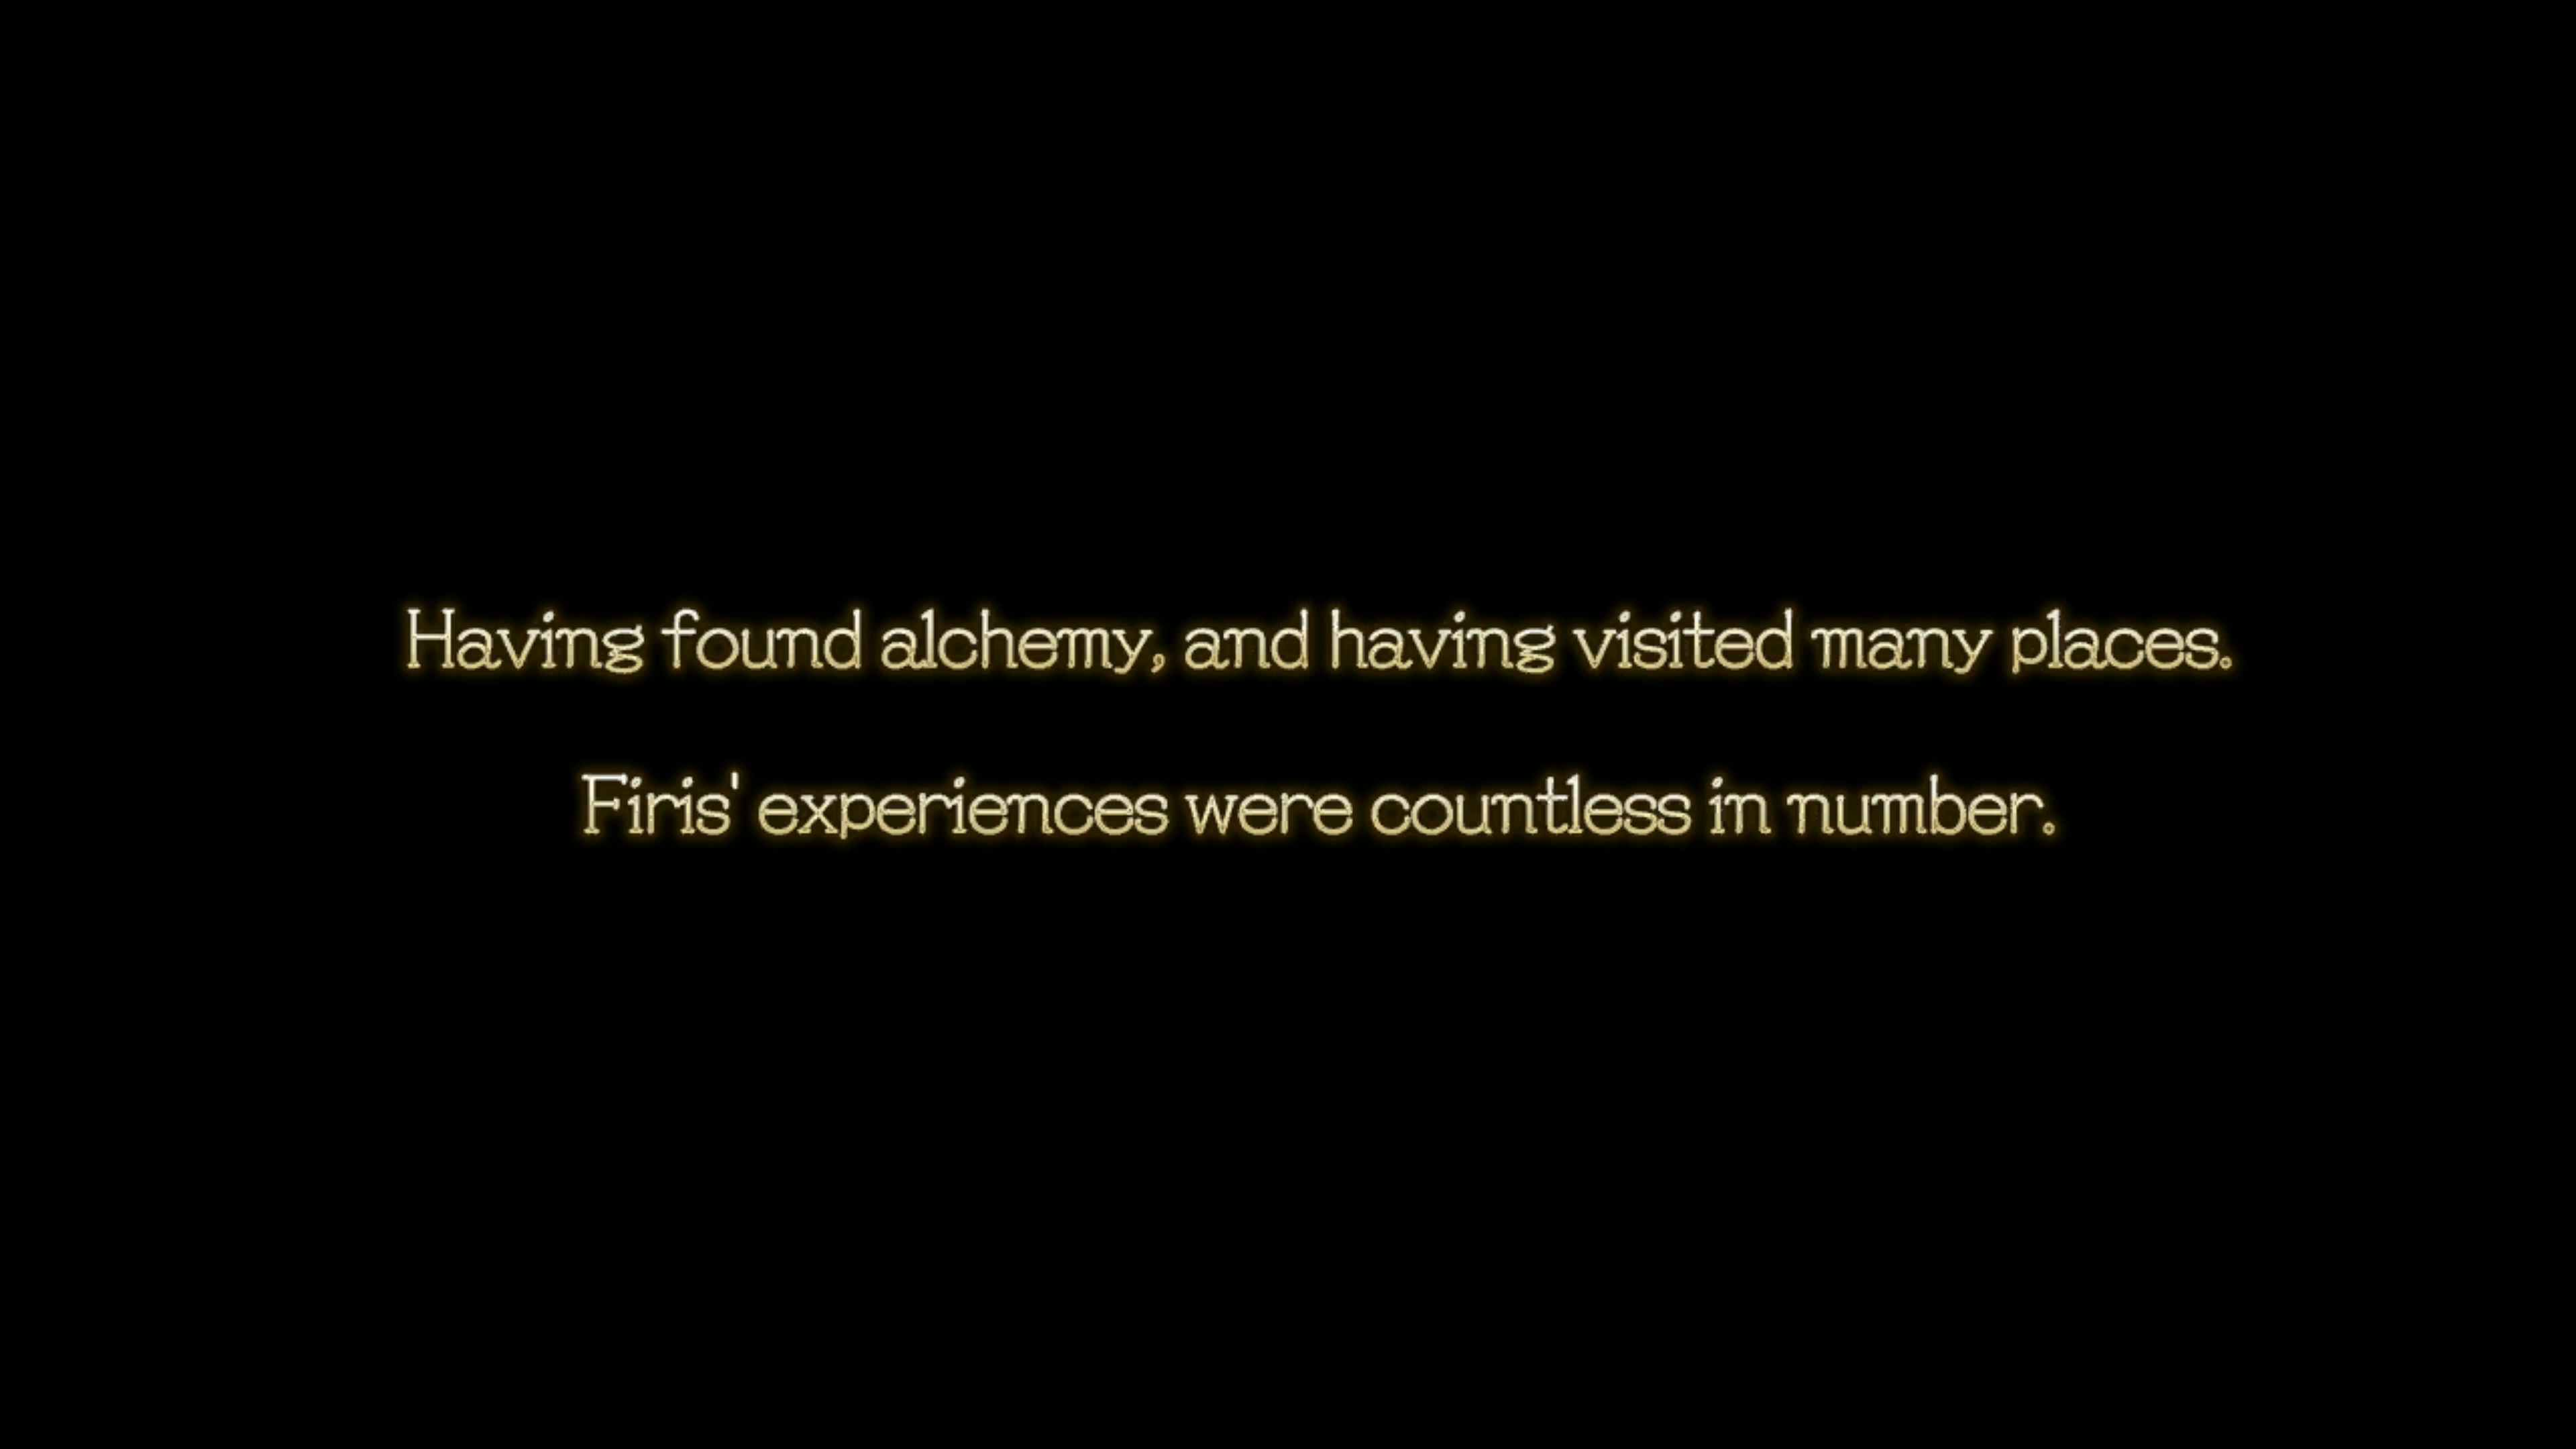 Having found alchemy, and having visited many places.
Firis' experiences were countless in number.